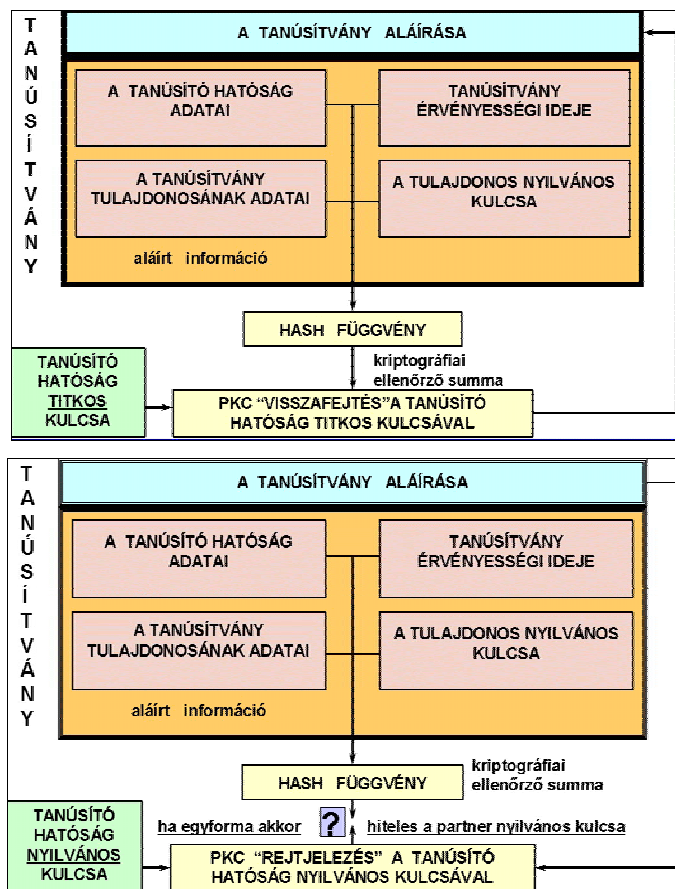 TANÚSÍTVÁNY
A TANÚSÍTVÁNY ALÁÍRÁSA
A TANÚSÍTÓ HATÓSÁG
ADATAI
TANÚSÍTVÁNY
ÉRVÉNYESSÉGI IDEJE
A TANÚSÍTVÁNY
TULAJDONOSÁNAK ADATAI
A TULAJDONOS NYILVÁNOS
KULCSA
aláírt információ
HASH FÜGGVÉNY
kriptográfiai
ellenőrző summa
TANÚSÍTÓ
HATÓSÁG
TITKOS
KULCSA
PKC “VISSZAFEJTÉS”A TANÚSÍTÓ
HATÓSÁG TITKOS KULCSÁVAL
TANÚSÍTVÁNY
A TANÚSÍTVÁNY ALÁÍRÁSA
A TANÚSÍTÓ HATÓSÁG
ADATAI
TANÚSÍTVÁNY
ÉRVÉNYESSÉGI IDEJE
A TANÚSÍTVÁNY
TULAJDONOSÁNAK ADATAI
A TULAJDONOS NYILVÁNOS
KULCSA
aláírt információ
HASH FÜGGVÉNY
kriptográfiai
ellenőrző summa
ha egyforma akkor ? hiteles a partner nyilvános kulcsa
TANÚSÍTÓ
HATÓSÁG
NYILVÁNOS
KULCSA
PKC “REJTJELEZÉS” A TANÚSÍTÓ
HATÓSÁG NYILVÁNOS KULCSÁVAL